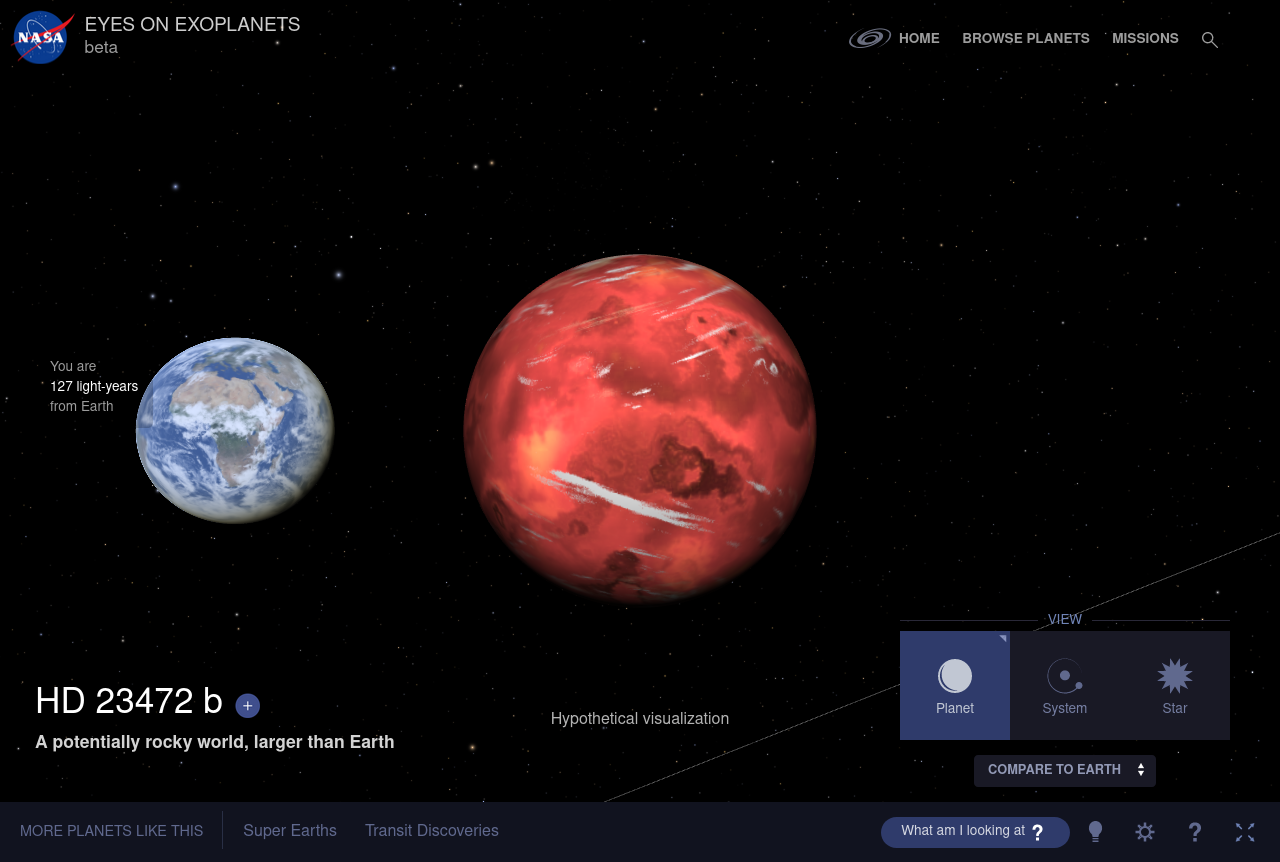 NASA
EYES ON EXOPLANETS
beta
HOME
BROWSE PLANETS
MISSIONS
You are
127 light-years
from Earth
VIEW
Planet
System
Star
HD 23472 b +
A potentially rocky world, larger than Earth
Hypothetical visualization
COMPARE TO EARTH
MORE PLANETS LIKE THIS
Super Earths
Transit Discoveries
What am I looking at ?
?